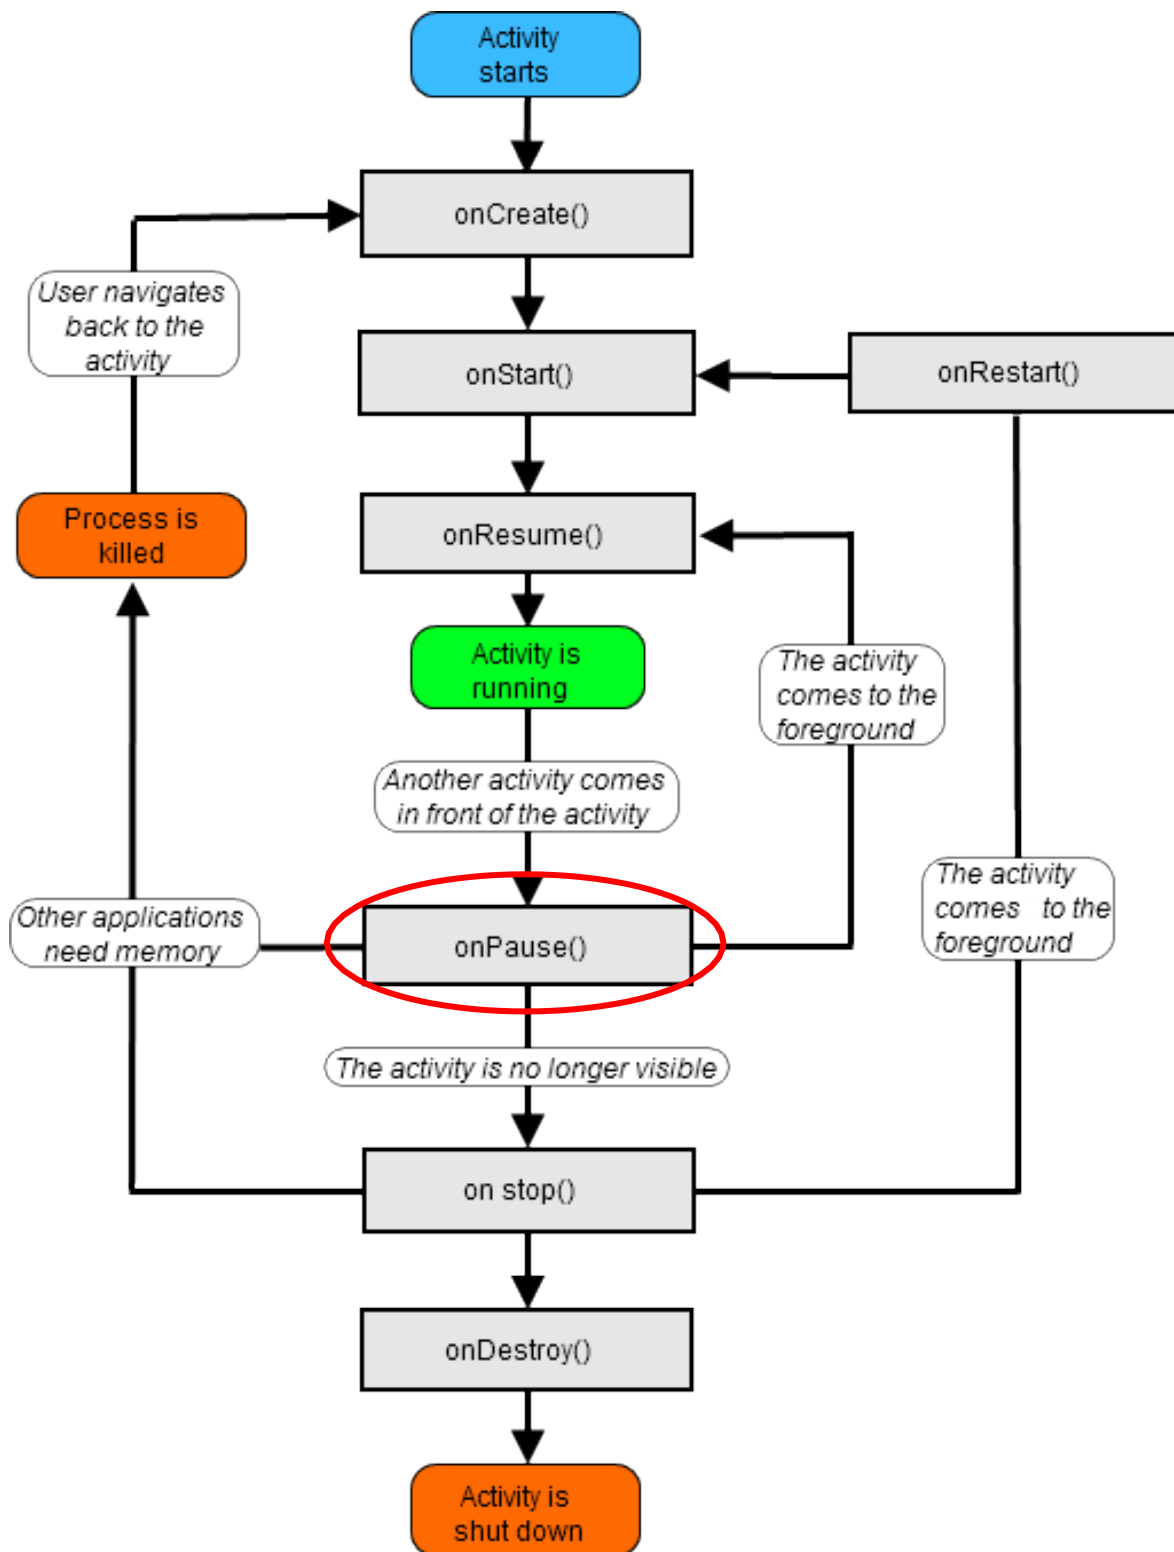 Activity
starts
onCreate()
User navigates
back to the
activity
onStart()
onRestart()
Process is
killed
onResume()
Activity is
running
The activity
comes to the
foreground
Another activity comes
in front of the activity
The activity
comes to the
foreground
Other applications
need memory
onPause()
The activity is no longer visible
on stop()
onDestroy()
Activity is
shut down